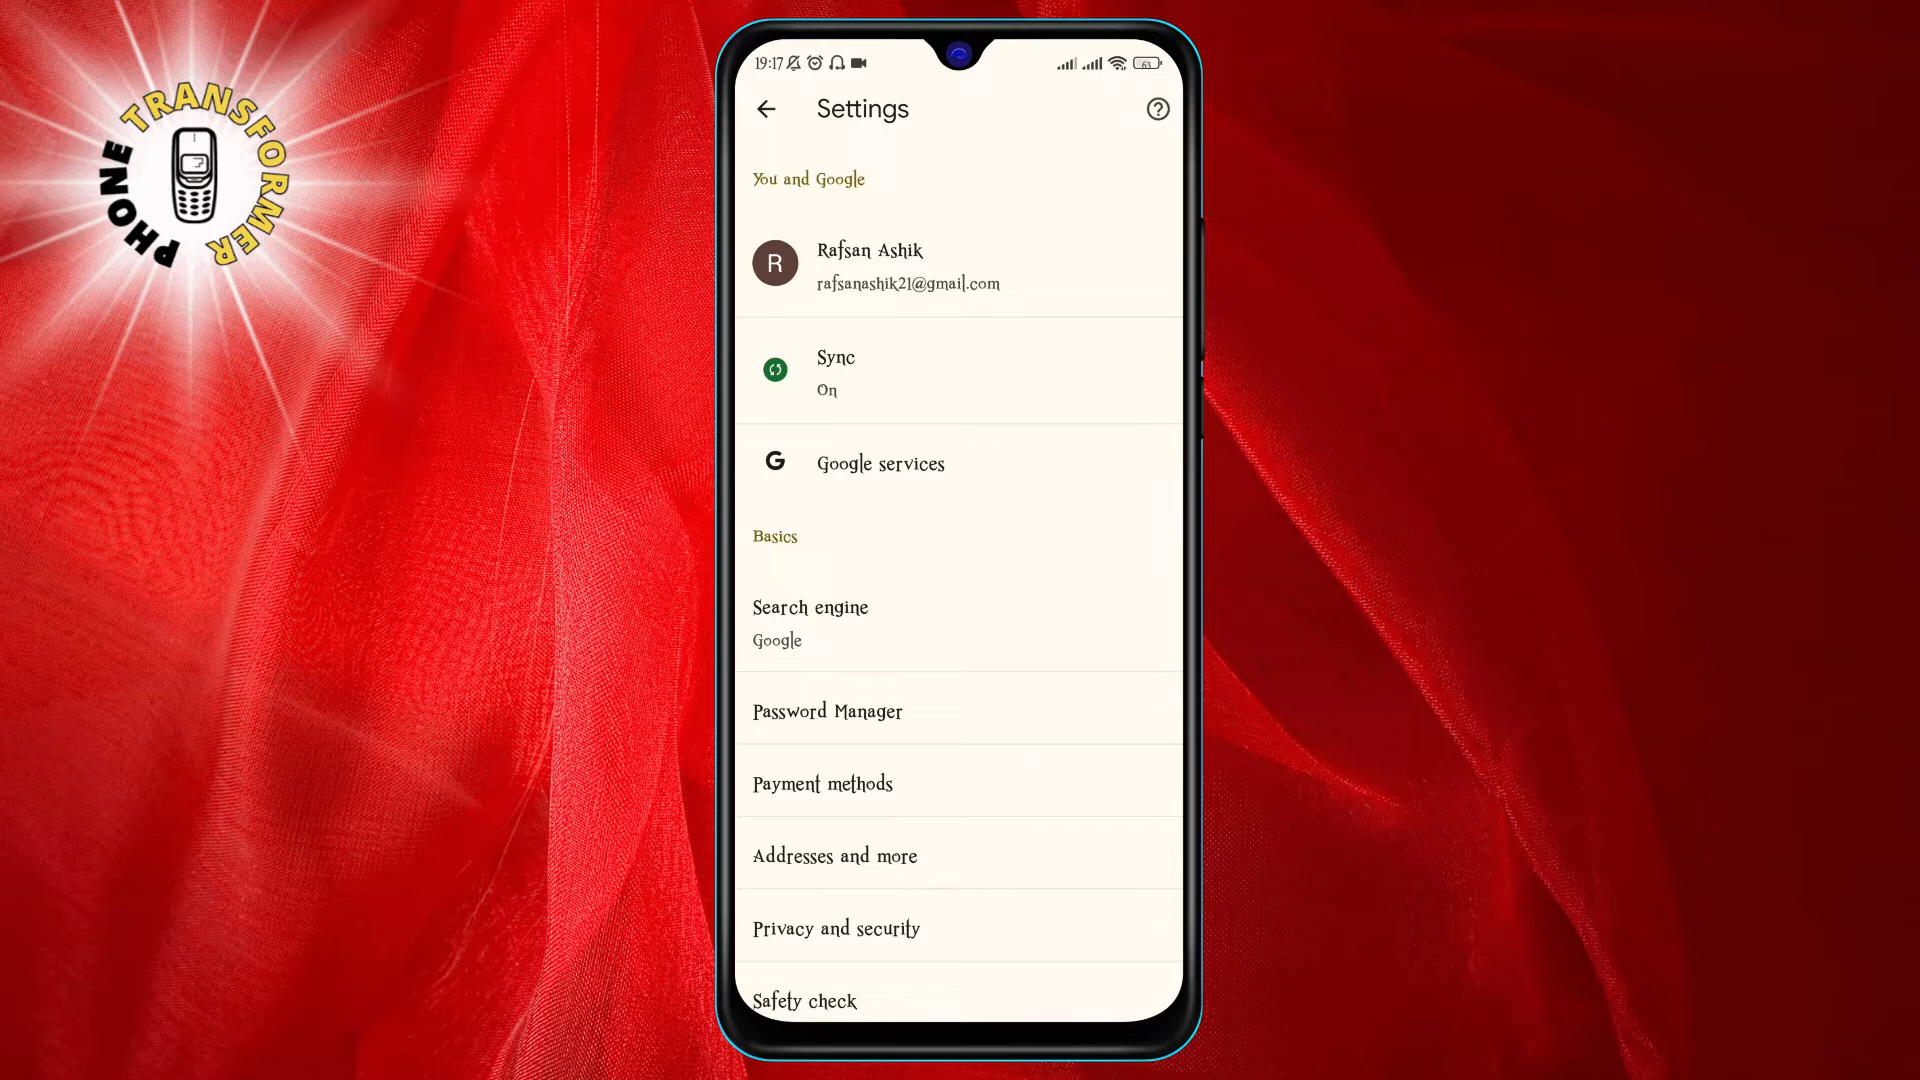 PHONE TRANSFORMER
19:17
63
Settings
You and Google
R
Rafsan Ashik
rafsanashik21@gmail.com
Sync
On
G
Google services
Basics
Search engine
Google
Password Manager
Payment methods
Addresses and more
Privacy and security
Safety check